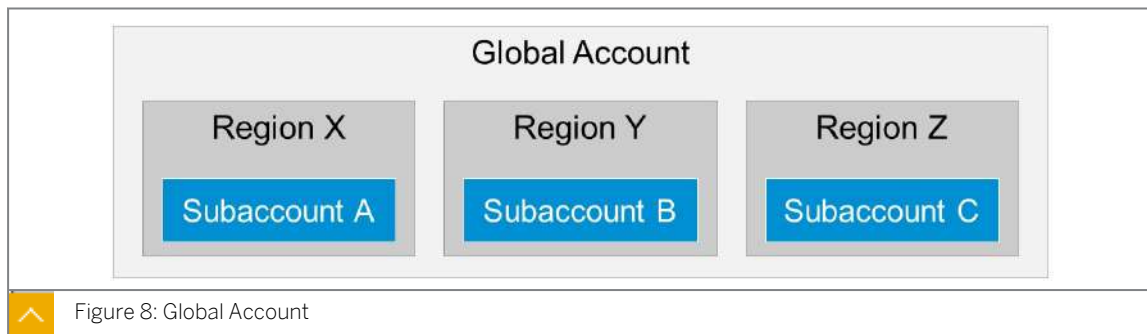 Global Account
Region X Region Y Region Z
Subaccount A Subaccount B Subaccount C
Figure 8: Global Account